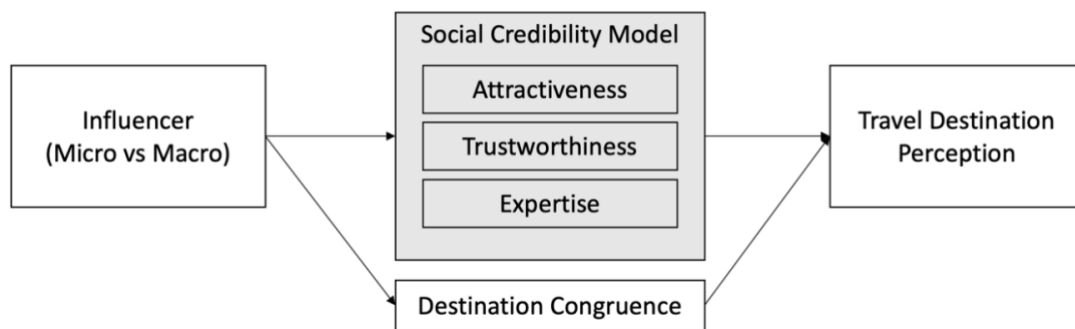 Influencer
(Micro vs Macro)
Social Credibility Model
Attractiveness
Trustworthiness
Expertise
Destination Congruence
Travel Destination
Perception